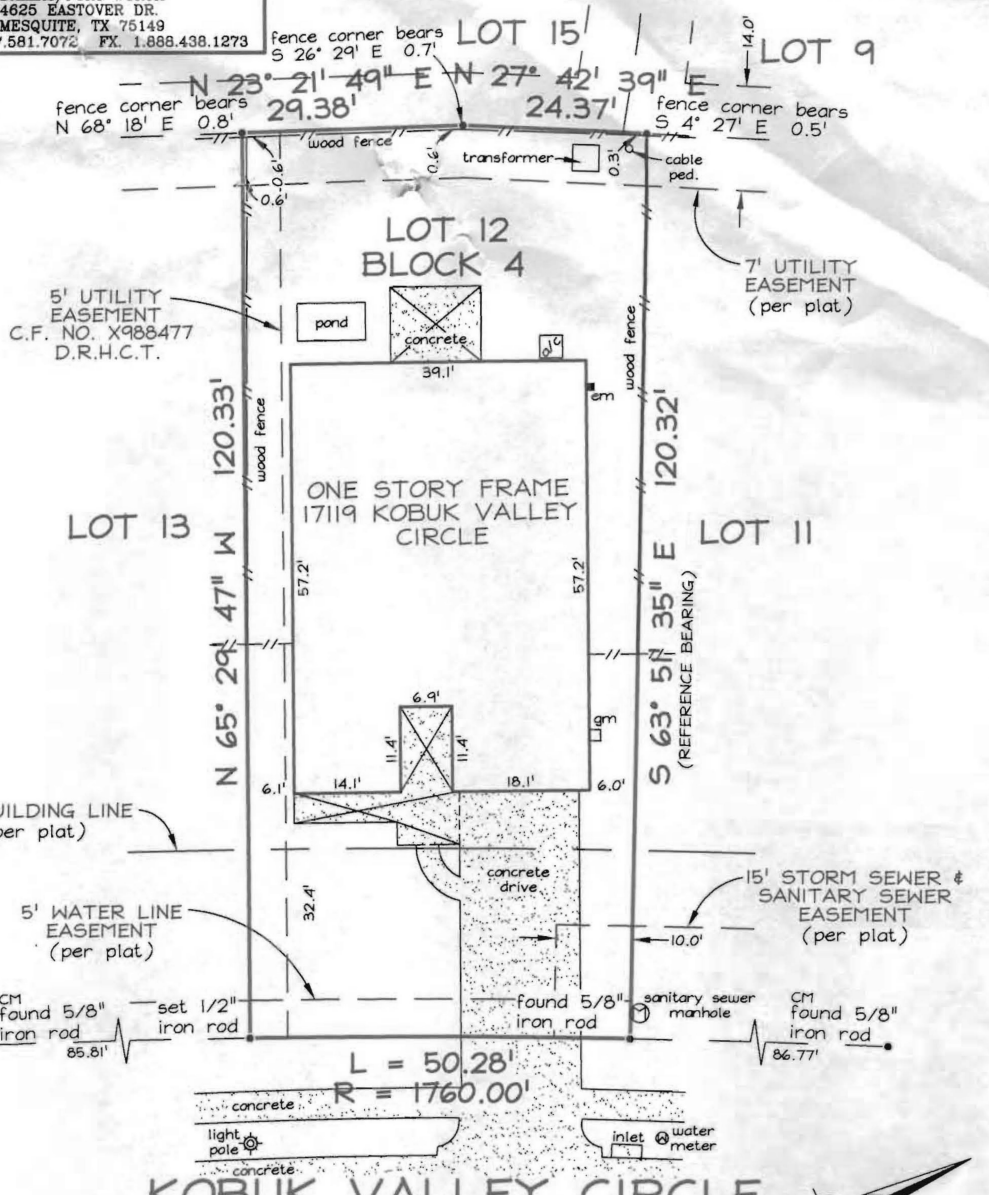 4625 EASTOVER DR.
MESQUITE, TX 75149
.581.7072 FX. 1.888.438.1273
fence corner bears
S 26° 29' E 0.7'
LOT 15
14.0'
LOT 9
N 23° 21' 49" E
29.38'
N 27° 42' 39" E
24.37'
fence corner bears
N 68° 18' E 0.8'
fence corner bears
S 4° 27' E 0.5'
wood fence
transformer
cable
ped.
0.6'
0.6'
0.6'
0.3'
LOT 12
BLOCK 4
7' UTILITY
EASEMENT
(per plat)
5' UTILITY
EASEMENT
C.F. NO. X988477
D.R.H.C.T.
pond
concrete
a/c
39.1'
em
wood fence
wood fence
N 65° 29' 47" W 120.33'
S 63° 51' 35" E 120.32'
(REFERENCE BEARING)
ONE STORY FRAME
17119 KOBUK VALLEY
CIRCLE
LOT 13
LOT 11
57.2'
57.2'
6.9'
11.4'
11.4'
gm
6.1'
14.1'
18.1'
6.0'
BUILDING LINE
(per plat)
concrete
drive
15' STORM SEWER &
SANITARY SEWER
EASEMENT
(per plat)
10.0'
32.4'
5' WATER LINE
EASEMENT
(per plat)
CM
found 5/8"
iron rod
85.81'
set 1/2"
iron rod
found 5/8"
iron rod
sanitary sewer
manhole
CM
found 5/8"
iron rod
86.77'
L = 50.28'
R = 1760.00'
concrete
light
pole
inlet
water
meter
concrete
KOBUK VALLEY CIRCLE